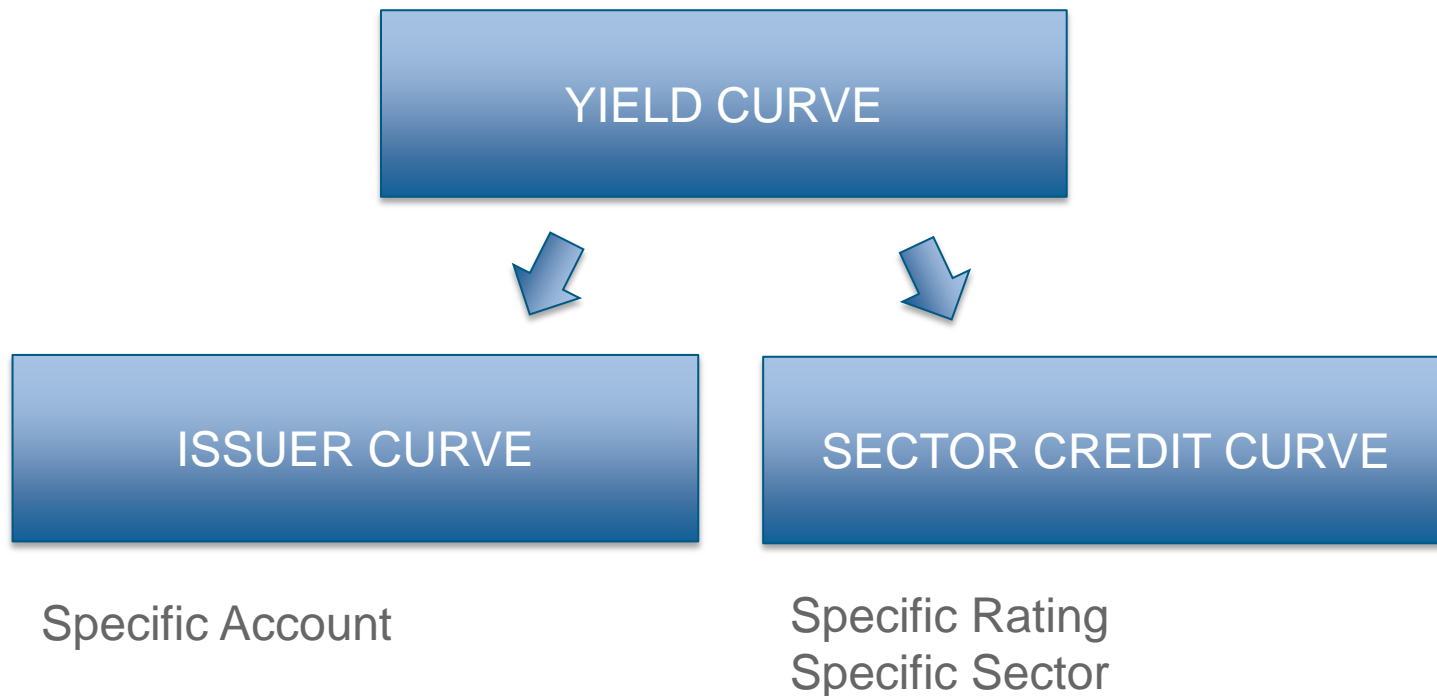 YIELD CURVE
ISSUER CURVE
SECTOR CREDIT CURVE
Specific Account
Specific Rating
Specific Sector